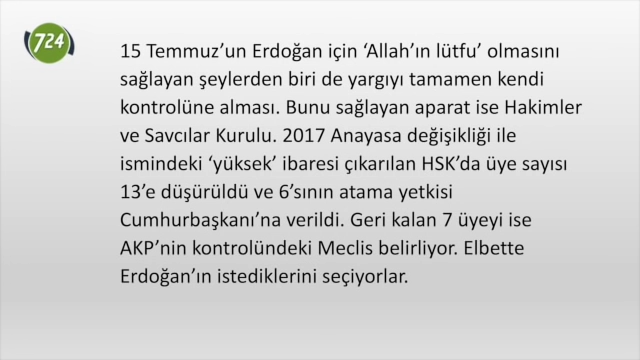 724
15 Temmuz’un Erdoğan için ‘Allah’ın lütfu’ olmasını
sağlayan şeylerden biri de yargıyı tamamen kendi
kontrolüne alması. Bunu sağlayan aparat ise Hakimler
ve Savcılar Kurulu. 2017 Anayasa değişikliği ile
ismindeki ‘yüksek’ ibaresi çıkarılan HSK’da üye sayısı
13’e düşürüldü ve 6’sının atama yetkisi
Cumhurbaşkanı’na verildi. Geri kalan 7 üyeyi ise
AKP’nin kontrolündeki Meclis belirliyor. Elbette
Erdoğan’ın istediklerini seçiyorlar.